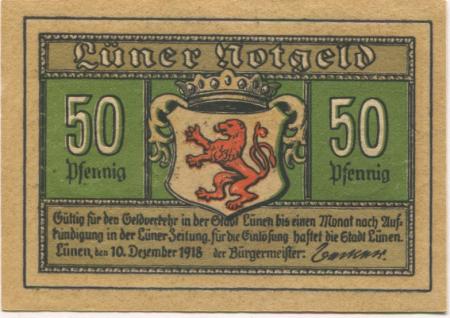 Lüner Notgeld
50 Pfennig
50 Pfennig
Gültig für den Geldverkehr in der Stadt Lünen bis einen Monat nach Auf-
kündigung in der Lüner Zeitung, für die Einlösung haftet die Stadt Lünen.
Lünen, den 10. Dezember 1918 der Bürgermeister: